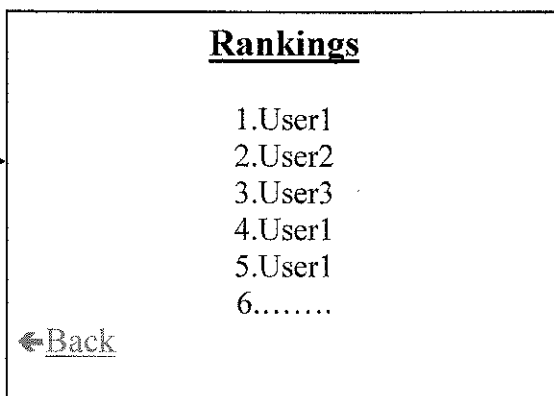 Rankings
1.User1
2.User2
3.User3
4.User1
5.User1
6........
Back